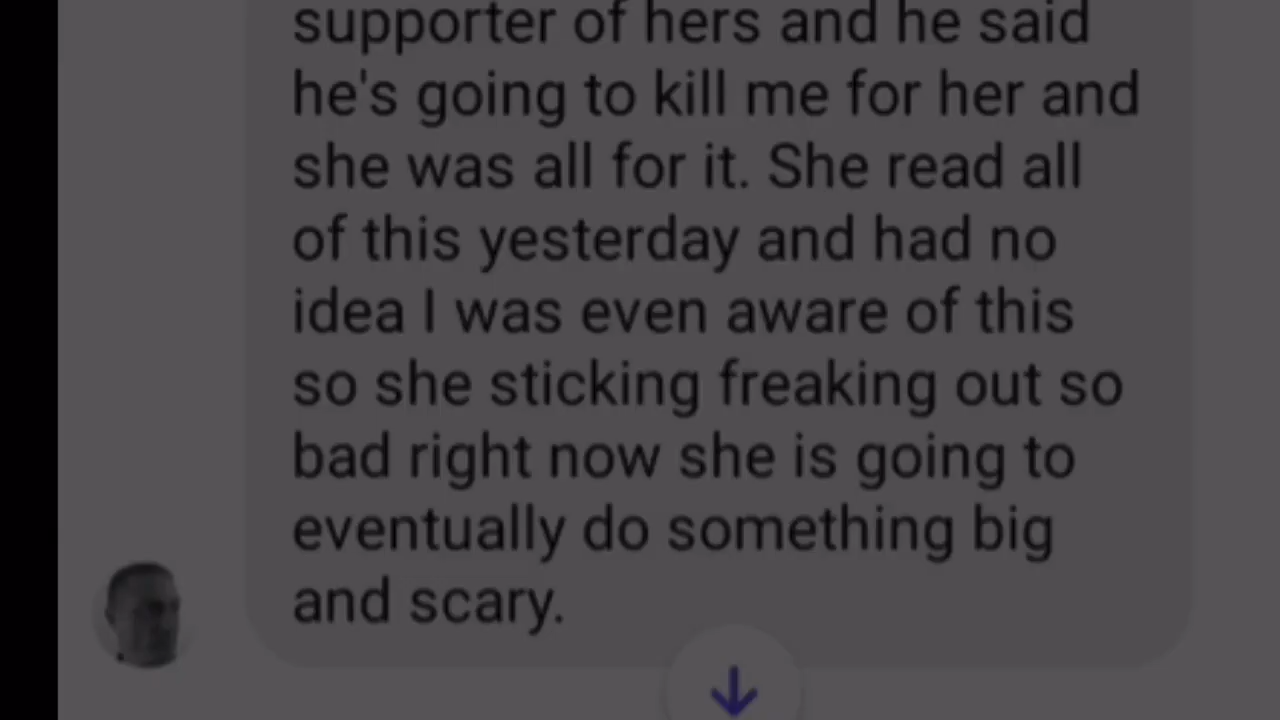 supporter of hers and he said
he's going to kill me for her and
she was all for it. She read all
of this yesterday and had no
idea I was even aware of this
so she sticking freaking out so
bad right now she is going to
eventually do something big
and scary.